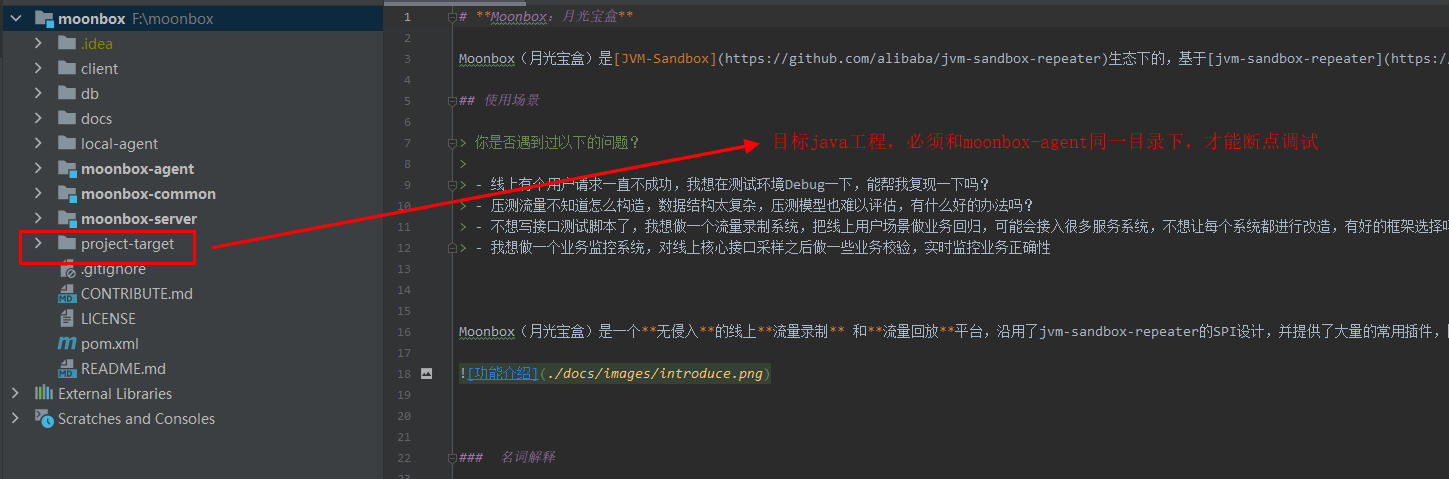 moonbox F:\moonbox
.idea
client
db
docs
local-agent
moonbox-agent
moonbox-common
moonbox-server
project-target
.gitignore
CONTRIBUTE.md
LICENSE
pom.xml
README.md
External Libraries
Scratches and Consoles
1 # **Moonbox：月光宝盒**
2
3 Moonbox（月光宝盒）是[JVM-Sandbox](https://github.com/alibaba/jvm-sandbox-repeater)生态下的，基于[jvm-sandbox-repeater](https:/
4
5 ## 使用场景
6
7 > 你是否遇到过以下的问题？
目标java工程，必须和moonbox-agent同一目录下，才能断点调试
8 >
9 > - 线上有个用户请求一直不成功，我想在测试环境Debug一下，能帮我复现一下吗？
10 > - 压测流量不知道怎么构造，数据结构太复杂，压测模型也难以评估，有什么好的办法吗？
11 > - 不想写接口测试脚本了，我想做一个流量录制系统，把线上用户场景做业务回归，可能会接入很多服务系统，不想让每个系统都进行改造，有好的框架选择
12 > - 我想做一个业务监控系统，对线上核心接口采样之后做一些业务校验，实时监控业务正确性
13
14
15
16 Moonbox（月光宝盒）是一个**无侵入**的线上**流量录制** 和**流量回放**平台，沿用了jvm-sandbox-repeater的SPI设计，并提供了大量的常用插件，
17
18 ![功能介绍](./docs/images/introduce.png)
19
20
21
22 ###  名词解释
23